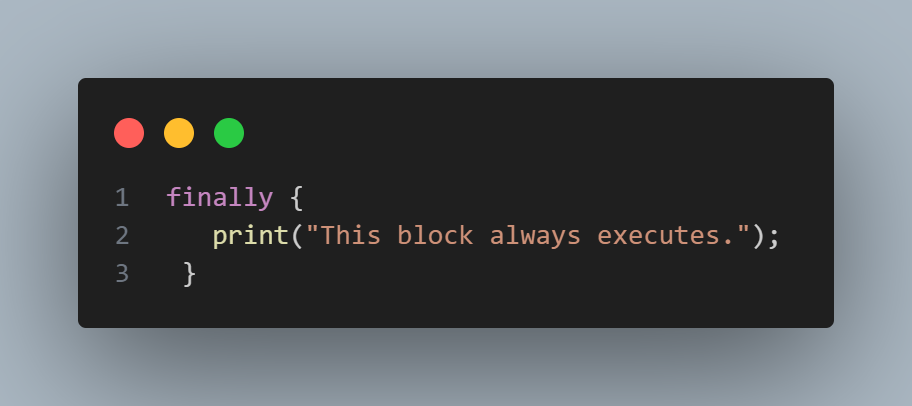 1 finally {
2 print("This block always executes.");
3 }